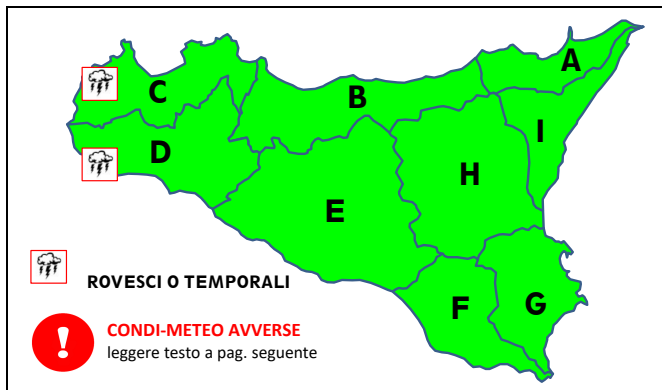 A
C
B
I
D
H
E
F
G
ROVESCI O TEMPORALI
!
CONDI-METEO AVVERSE
leggere testo a pag. seguente